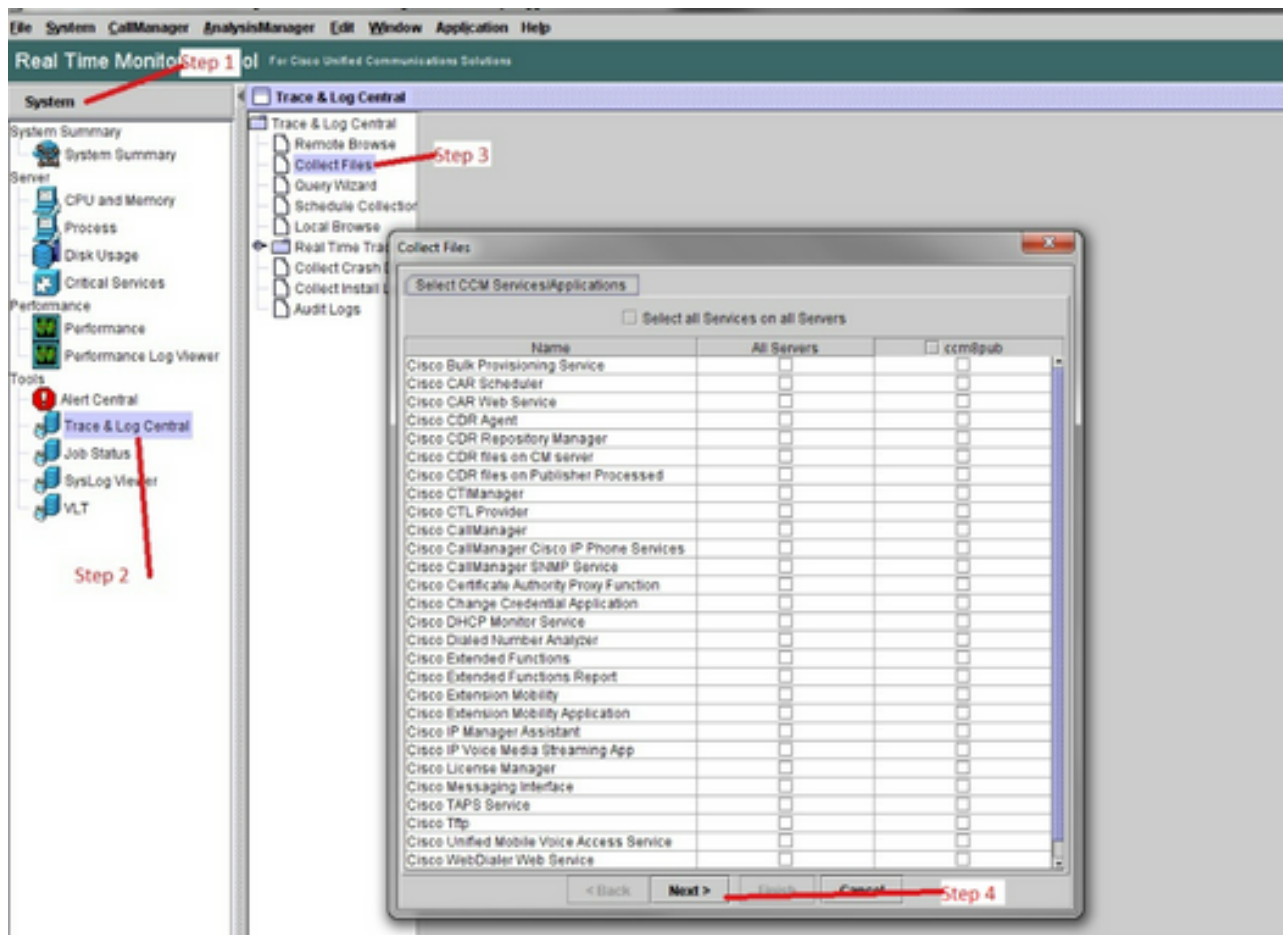 File System CallManager AnalysisManager Edit Window Application Help
Real Time Monito
Step 1
ol For Cisco Unified Communications Solutions
System
System Summary
System Summary
Server
CPU and Memory
Process
Disk Usage
Critical Services
Performance
Performance
Performance Log Viewer
Tools
Alert Central
Trace & Log Central
Job Status
SysLog Viewer
VLT
Step 2
Trace & Log Central
Trace & Log Central
Remote Browse
Collect Files
Step 3
Query Wizard
Schedule Collection
Local Browse
Real Time Trac
Collect Crash
Collect Install
Audit Logs
Collect Files
Select CCM Services/Applications
Select all Services on all Servers
Name All Servers ccm8pub
Cisco Bulk Provisioning Service
Cisco CAR Scheduler
Cisco CAR Web Service
Cisco CDR Agent
Cisco CDR Repository Manager
Cisco CDR files on CM server
Cisco CDR files on Publisher Processed
Cisco CTIManager
Cisco CTL Provider
Cisco CallManager
Cisco CallManager Cisco IP Phone Services
Cisco CallManager SNMP Service
Cisco Certificate Authority Proxy Function
Cisco Change Credential Application
Cisco DHCP Monitor Service
Cisco Dialed Number Analyzer
Cisco Extended Functions
Cisco Extended Functions Report
Cisco Extension Mobility
Cisco Extension Mobility Application
Cisco IP Manager Assistant
Cisco IP Voice Media Streaming App
Cisco License Manager
Cisco Messaging Interface
Cisco TAPS Service
Cisco Tftp
Cisco Unified Mobile Voice Access Service
Cisco WebDialer Web Service
< Back Next > Finish Cancel
Step 4